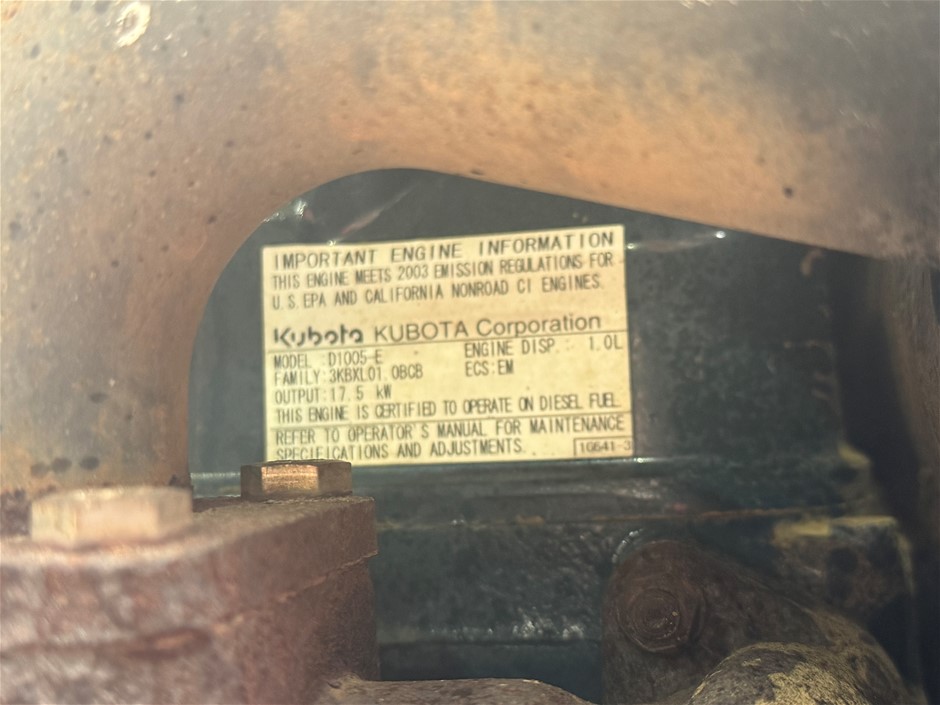 IMPORTANT ENGINE INFORMATION
THIS ENGINE MEETS 2003 EMISSION REGULATIONS FOR
U.S. EPA AND CALIFORNIA NONROAD CI ENGINES.
Kubota KUBOTA Corporation
MODEL :D1005-E ENGINE DISP.: 1.0L
FAMILY:3KBXL01.0BCB ECS:EM
OUTPUT:17.5 kW
THIS ENGINE IS CERTIFIED TO OPERATE ON DIESEL FUEL
REFER TO OPERATOR'S MANUAL FOR MAINTENANCE
SPECIFICATIONS AND ADJUSTMENTS. 1G641-3